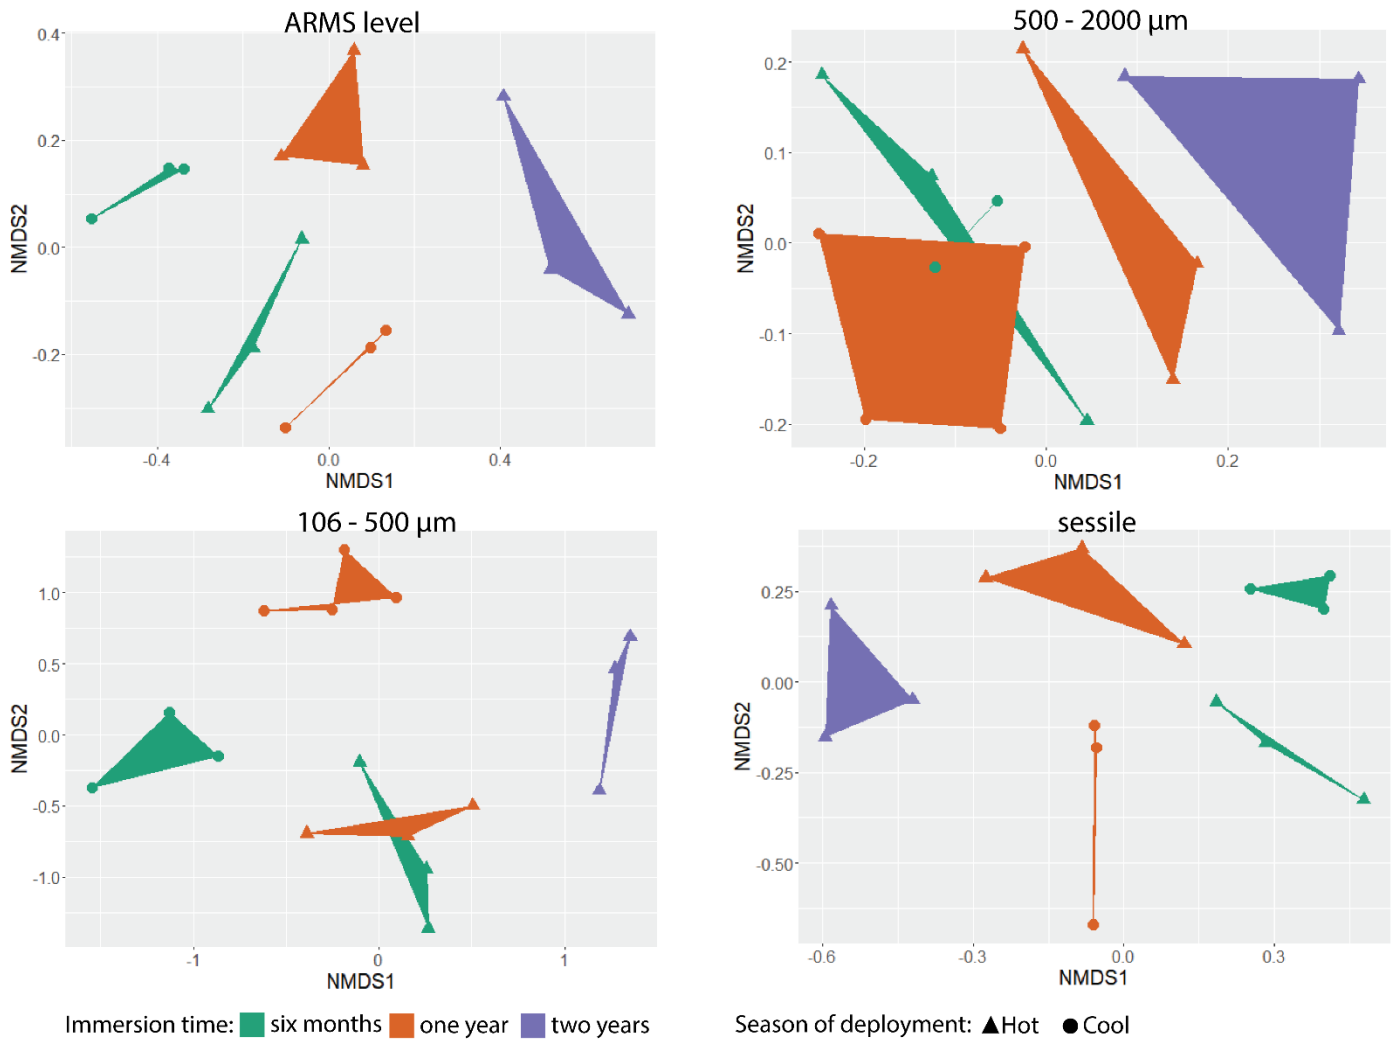 ARMS level
0.4
0.2
0.0
-0.2
NMDS2
-0.4
0.0
0.4
NMDS1
500 - 2000 µm
0.2
0.1
0.0
-0.1
-0.2
NMDS2
-0.2
0.0
0.2
NMDS1
106 - 500 µm
1.0
0.5
0.0
-0.5
-1.0
NMDS2
-1
0
1
NMDS1
sessile
0.25
0.00
-0.25
-0.50
NMDS2
-0.6
-0.3
0.0
0.3
NMDS1
Immersion time: six months one year two years
Season of deployment: Hot Cool